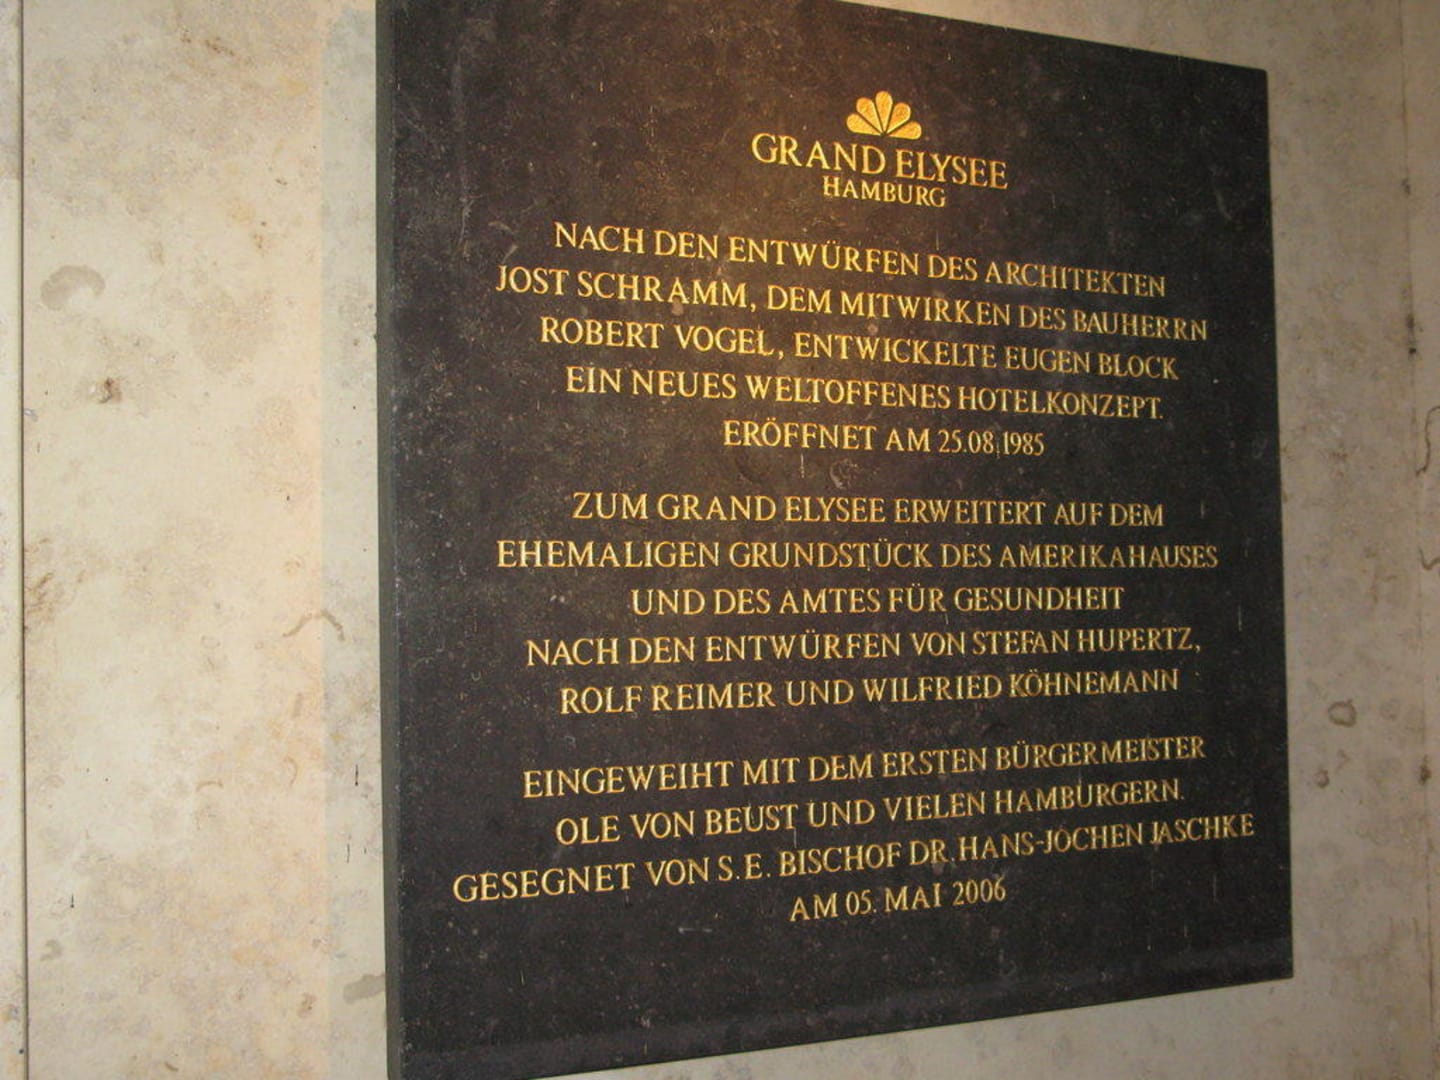 GRAND ELYSEE
HAMBURG
NACH DEN ENTWÜRFEN DES ARCHITEKTEN
JOST SCHRAMM, DEM MITWIRKEN DES BAUHERRN
ROBERT VOGEL, ENTWICKELTE EUGEN BLOCK
EIN NEUES WELTOFFENES HOTELKONZEPT.
ERÖFFNET AM 25.08.1985
ZUM GRAND ELYSEE ERWEITERT AUF DEM
EHEMALIGEN GRUNDSTÜCK DES AMERIKAHAUSES
UND DES AMTES FÜR GESUNDHEIT
NACH DEN ENTWÜRFEN VON STEFAN HUPERTZ,
ROLF REIMER UND WILFRIED KÖHNEMANN
EINGEWEIHT MIT DEM ERSTEN BÜRGERMEISTER
OLE VON BEUST UND VIELEN HAMBURGERN.
GESEGNET VON S.E. BISCHOF DR. HANS-JOCHEN JASCHKE
AM 05. MAI 2006